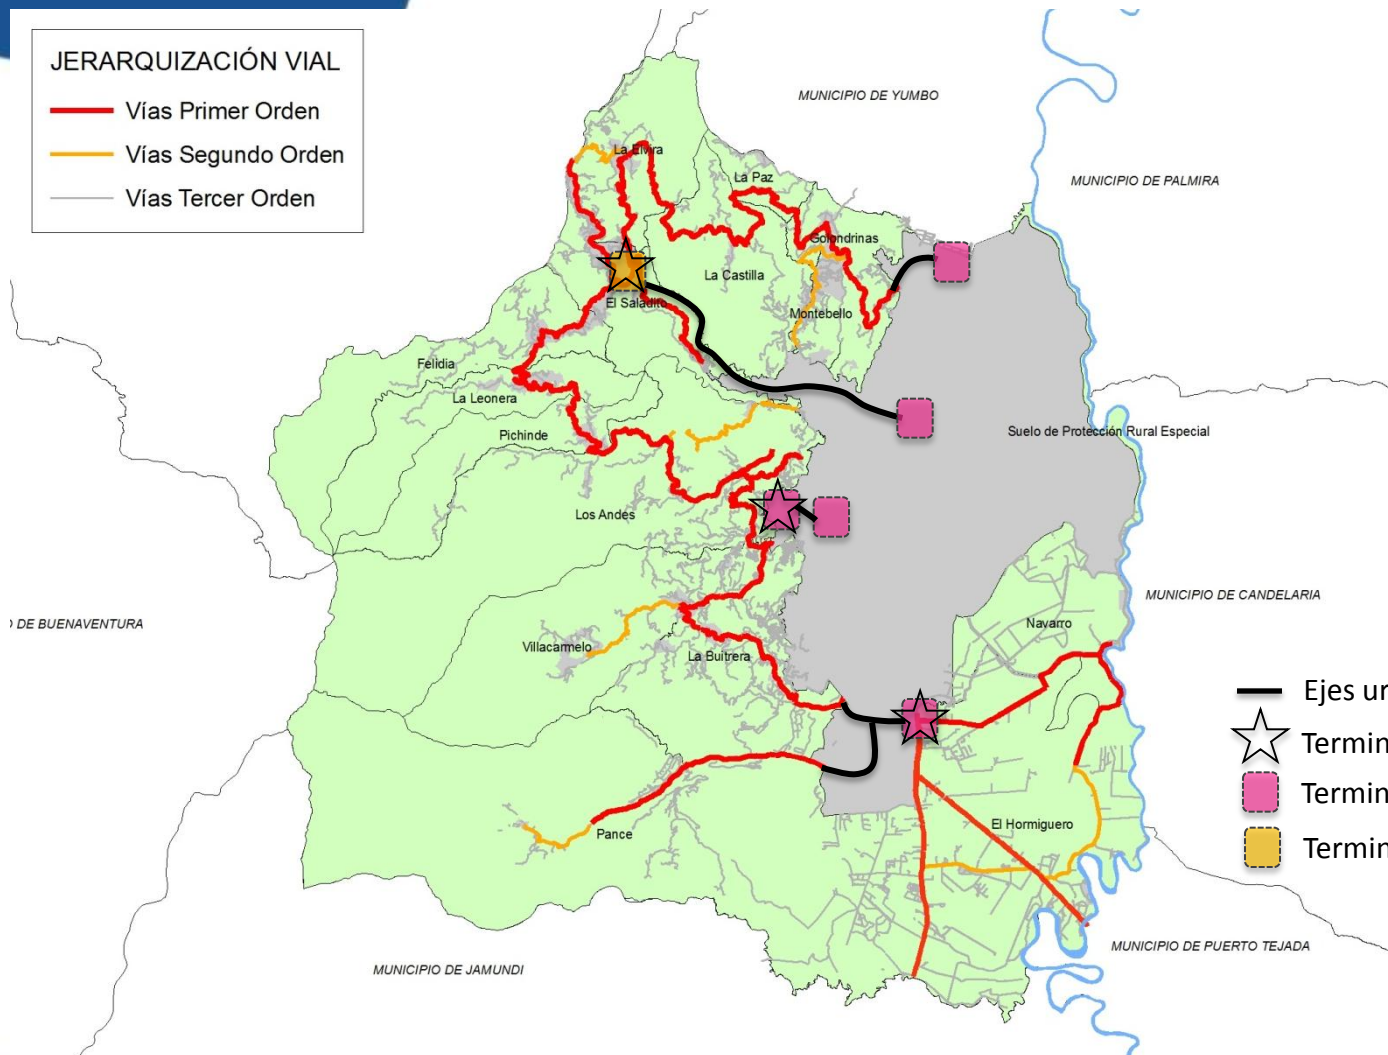 JERARQUIZACIÓN VIAL
Vías Primer Orden
Vías Segundo Orden
Vías Tercer Orden
MUNICIPIO DE YUMBO
La Elvira
La Paz
MUNICIPIO DE PALMIRA
Golondrinas
La Castilla
El Saladito
Montebello
Felidia
La Leonera
Pichinde
Suelo de Protección Rural Especial
Los Andes
MUNICIPIO DE CANDELARIA
DE BUENAVENTURA
Navarro
Villacarmelo
La Buitrera
Ejes ur
Termin
Termin
Termin
El Hormiguero
Pance
MUNICIPIO DE PUERTO TEJADA
MUNICIPIO DE JAMUNDI